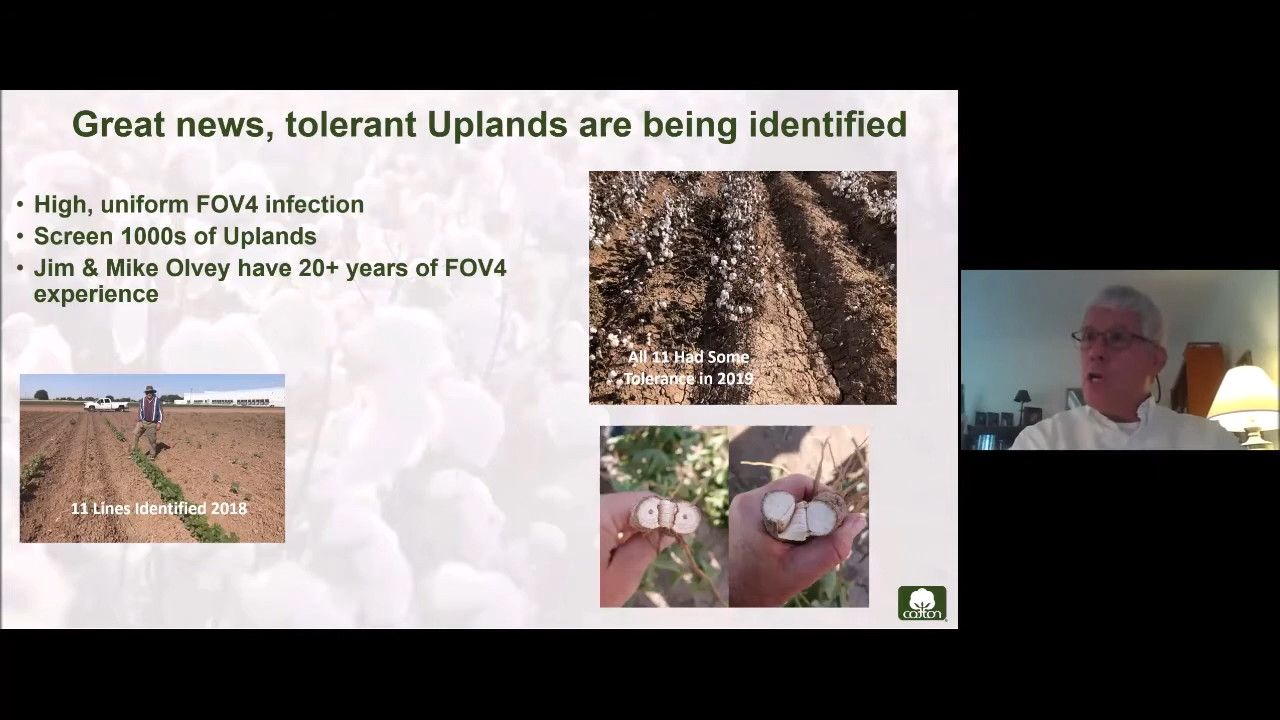 Great news, tolerant Uplands are being identified
• High, uniform FOV4 infection
• Screen 1000s of Uplands
• Jim & Mike Olvey have 20+ years of FOV4
experience
All 11 Had Some
Tolerance in 2019
11 Lines Identified 2018
cotton